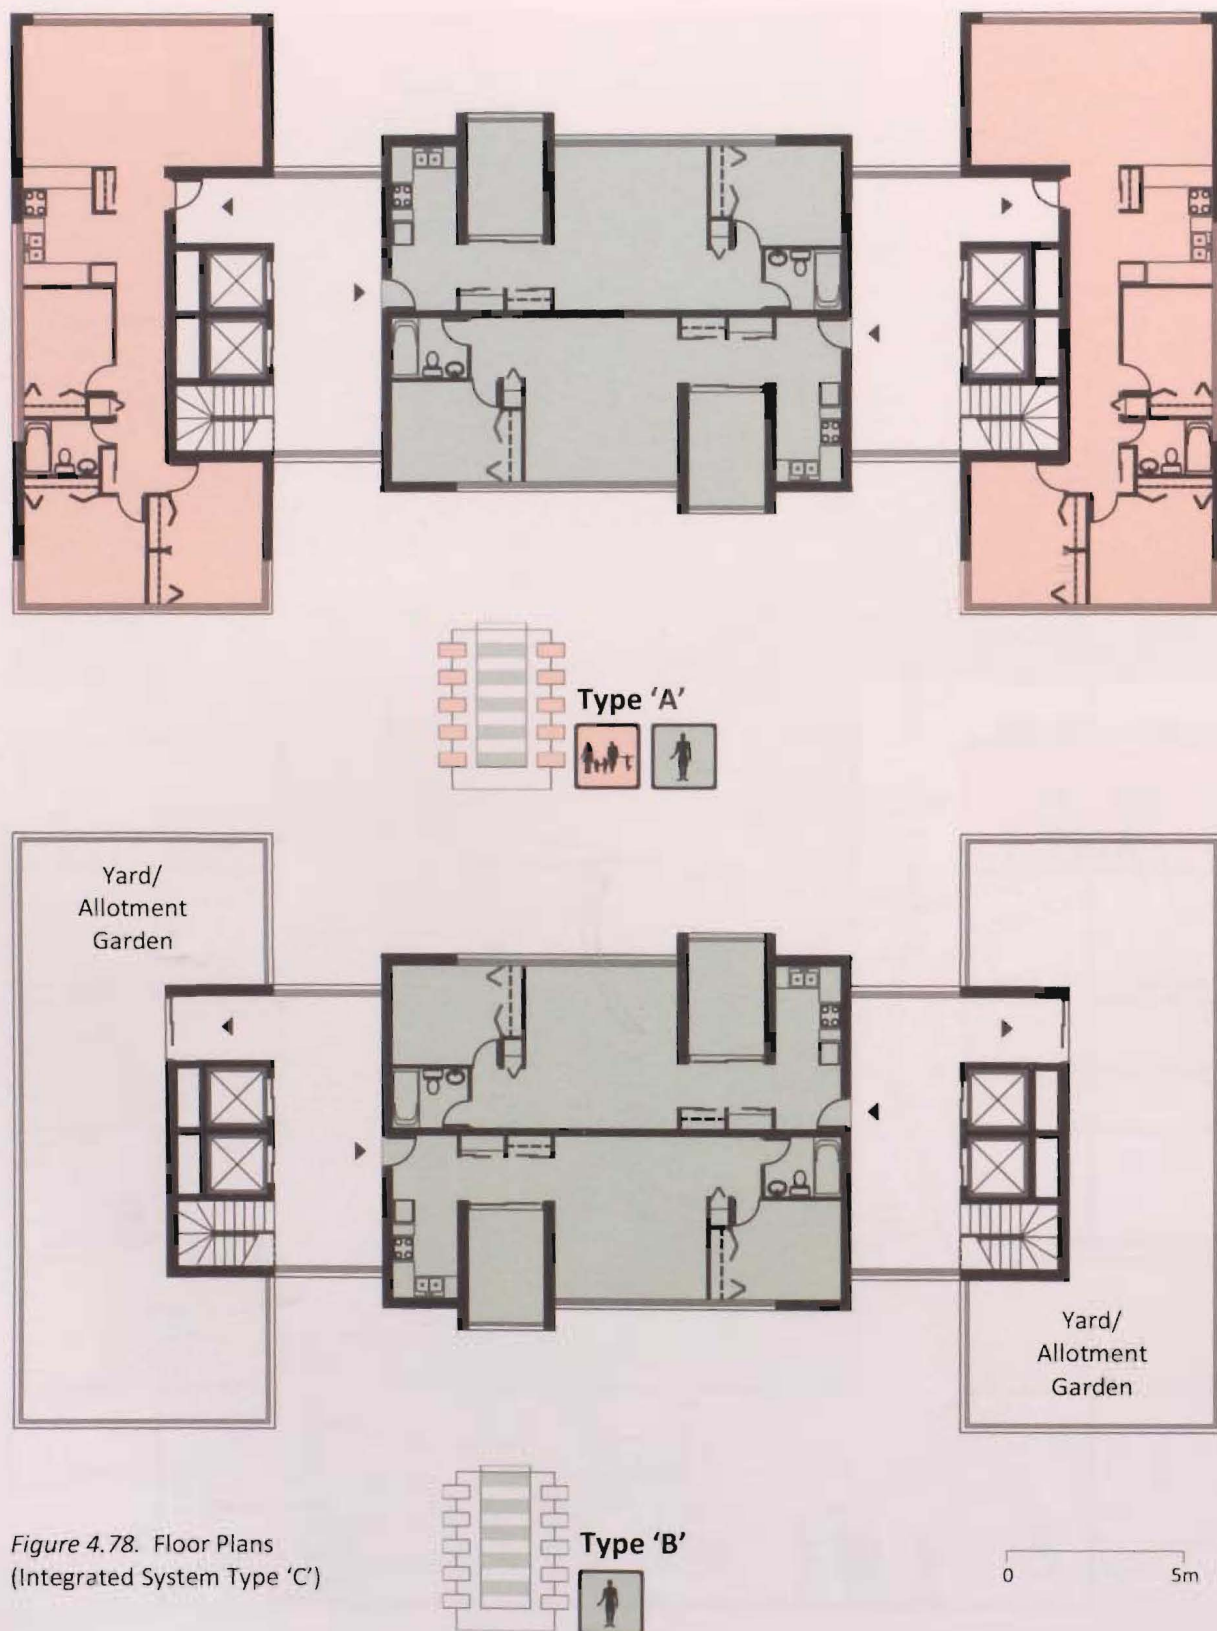 Type ‘A’
Yard/
Allotment
Garden
Yard/
Allotment
Garden
Figure 4.78. Floor Plans
(Integrated System Type ‘C’)
Type ‘B’
0 5m